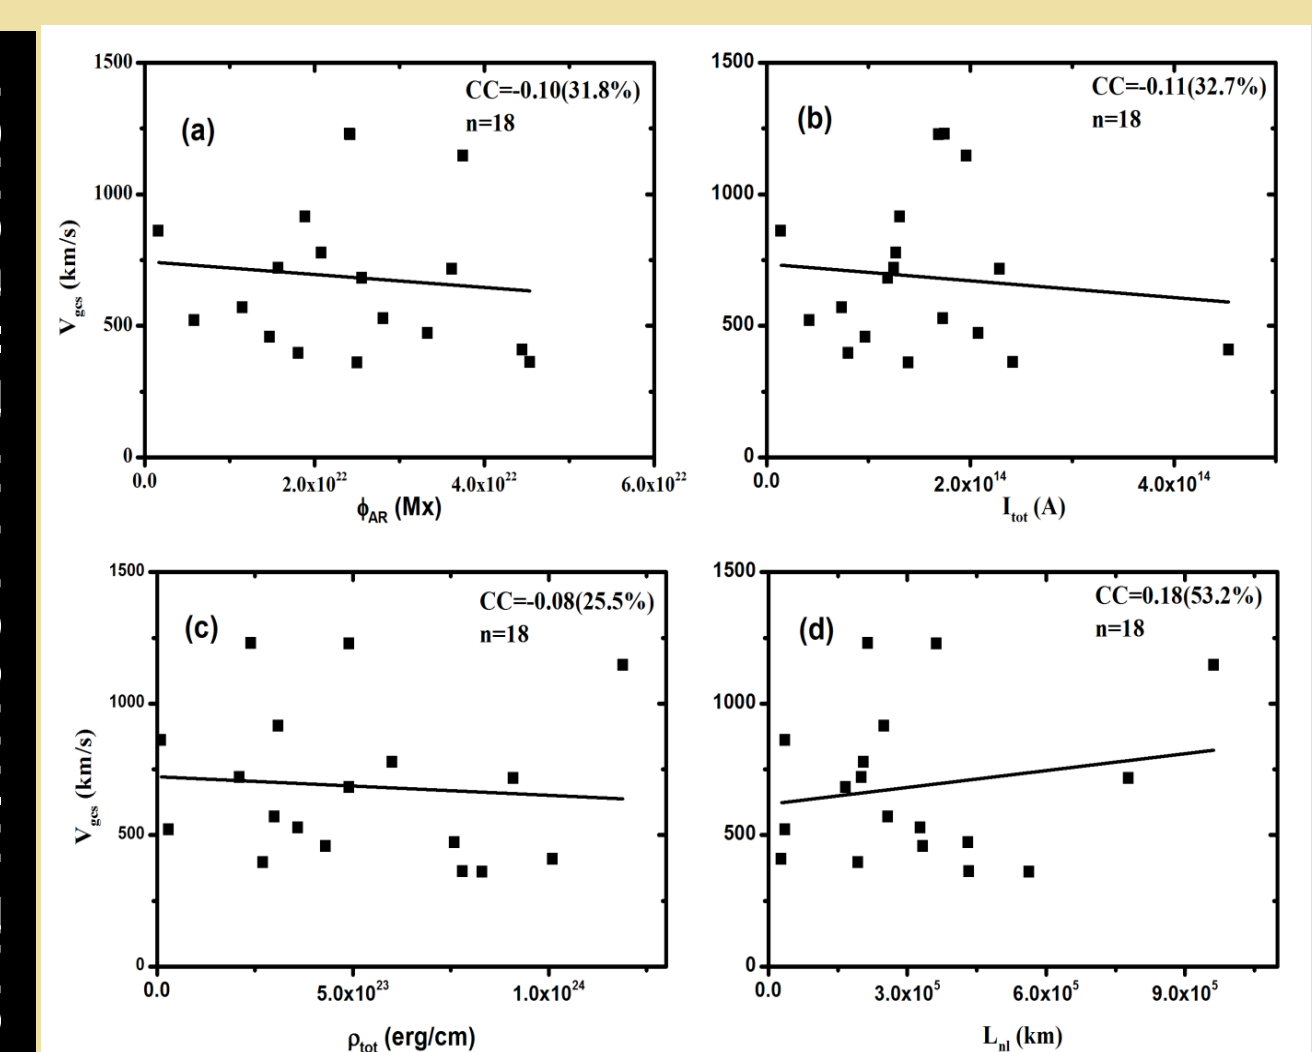 1500
1000
500
0
V_gcs (km/s)
(a)
CC=-0.10(31.8%)
n=18
0.0 2.0x10^22 4.0x10^22 6.0x10^22
ϕ_AR (Mx)
1500
1000
500
0
(b)
CC=-0.11(32.7%)
n=18
0.0 2.0x10^14 4.0x10^14
I_tot (A)
1500
1000
500
0
V_gcs (km/s)
(c)
CC=-0.08(25.5%)
n=18
0.0 5.0x10^23 1.0x10^24
ρ_tot (erg/cm)
1500
1000
500
0
(d)
CC=0.18(53.2%)
n=18
0.0 3.0x10^5 6.0x10^5 9.0x10^5
L_nl (km)